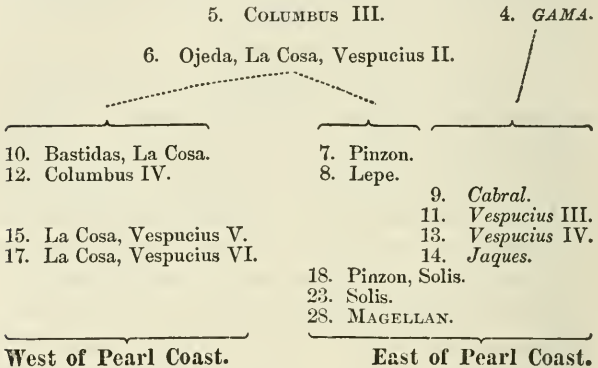 5. COLUMBUS III. 4. GAMA.
6. Ojeda, La Cosa, Vespucius II.
10. Bastidas, La Cosa. 7. Pinzon.
12. Columbus IV. 8. Lepe.
9. Cabral.
11. Vespucius III.
15. La Cosa, Vespucius V. 13. Vespucius IV.
17. La Cosa, Vespucius VI. 14. Jaques.
18. Pinzon, Solis.
23. Solis.
28. MAGELLAN.
West of Pearl Coast. East of Pearl Coast.